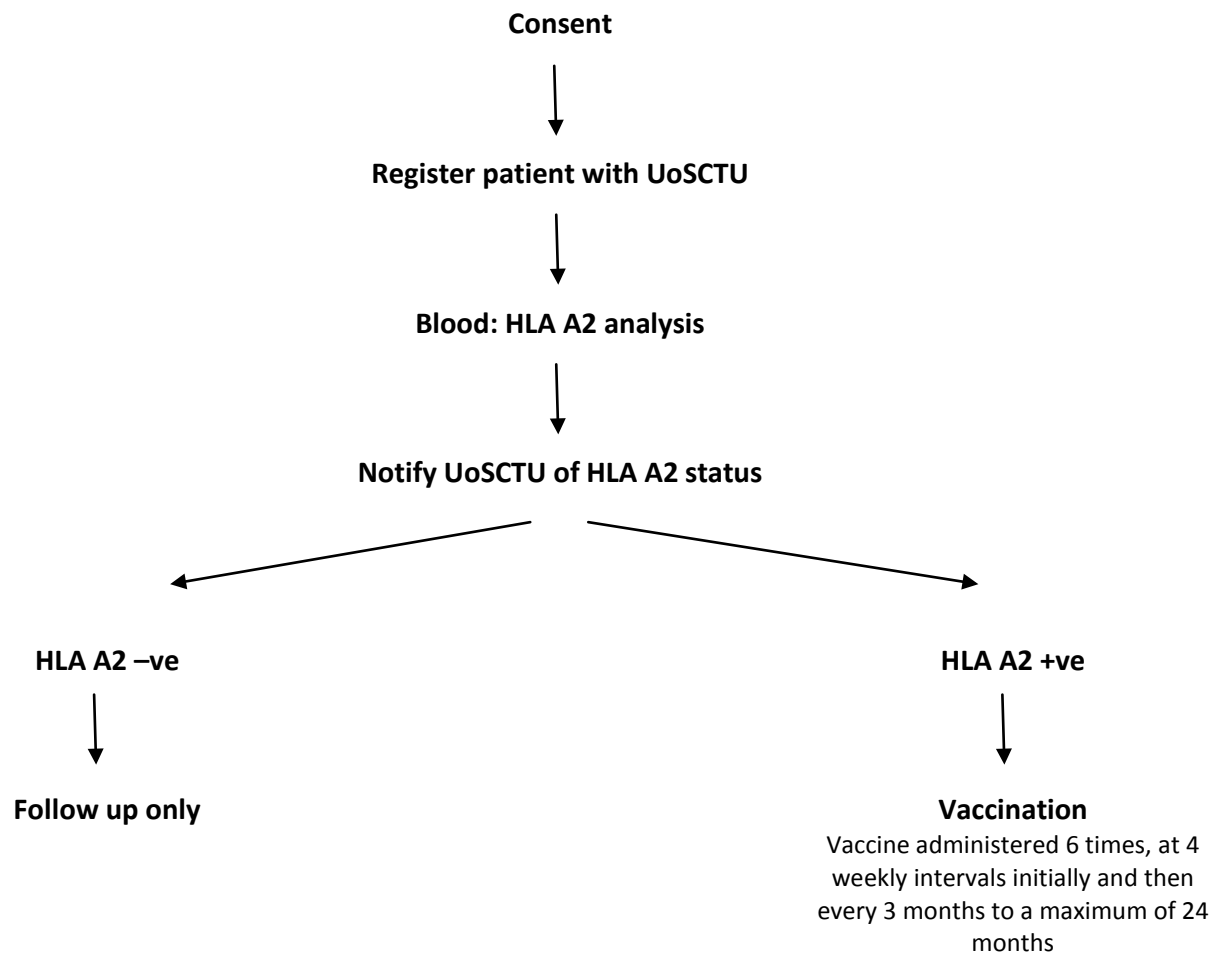 Consent
Register patient with UoSCTU
Blood: HLA A2 analysis
Notify UoSCTU of HLA A2 status
HLA A2 –ve
HLA A2 +ve
Follow up only
Vaccination
Vaccine administered 6 times, at 4
weekly intervals initially and then
every 3 months to a maximum of 24
months